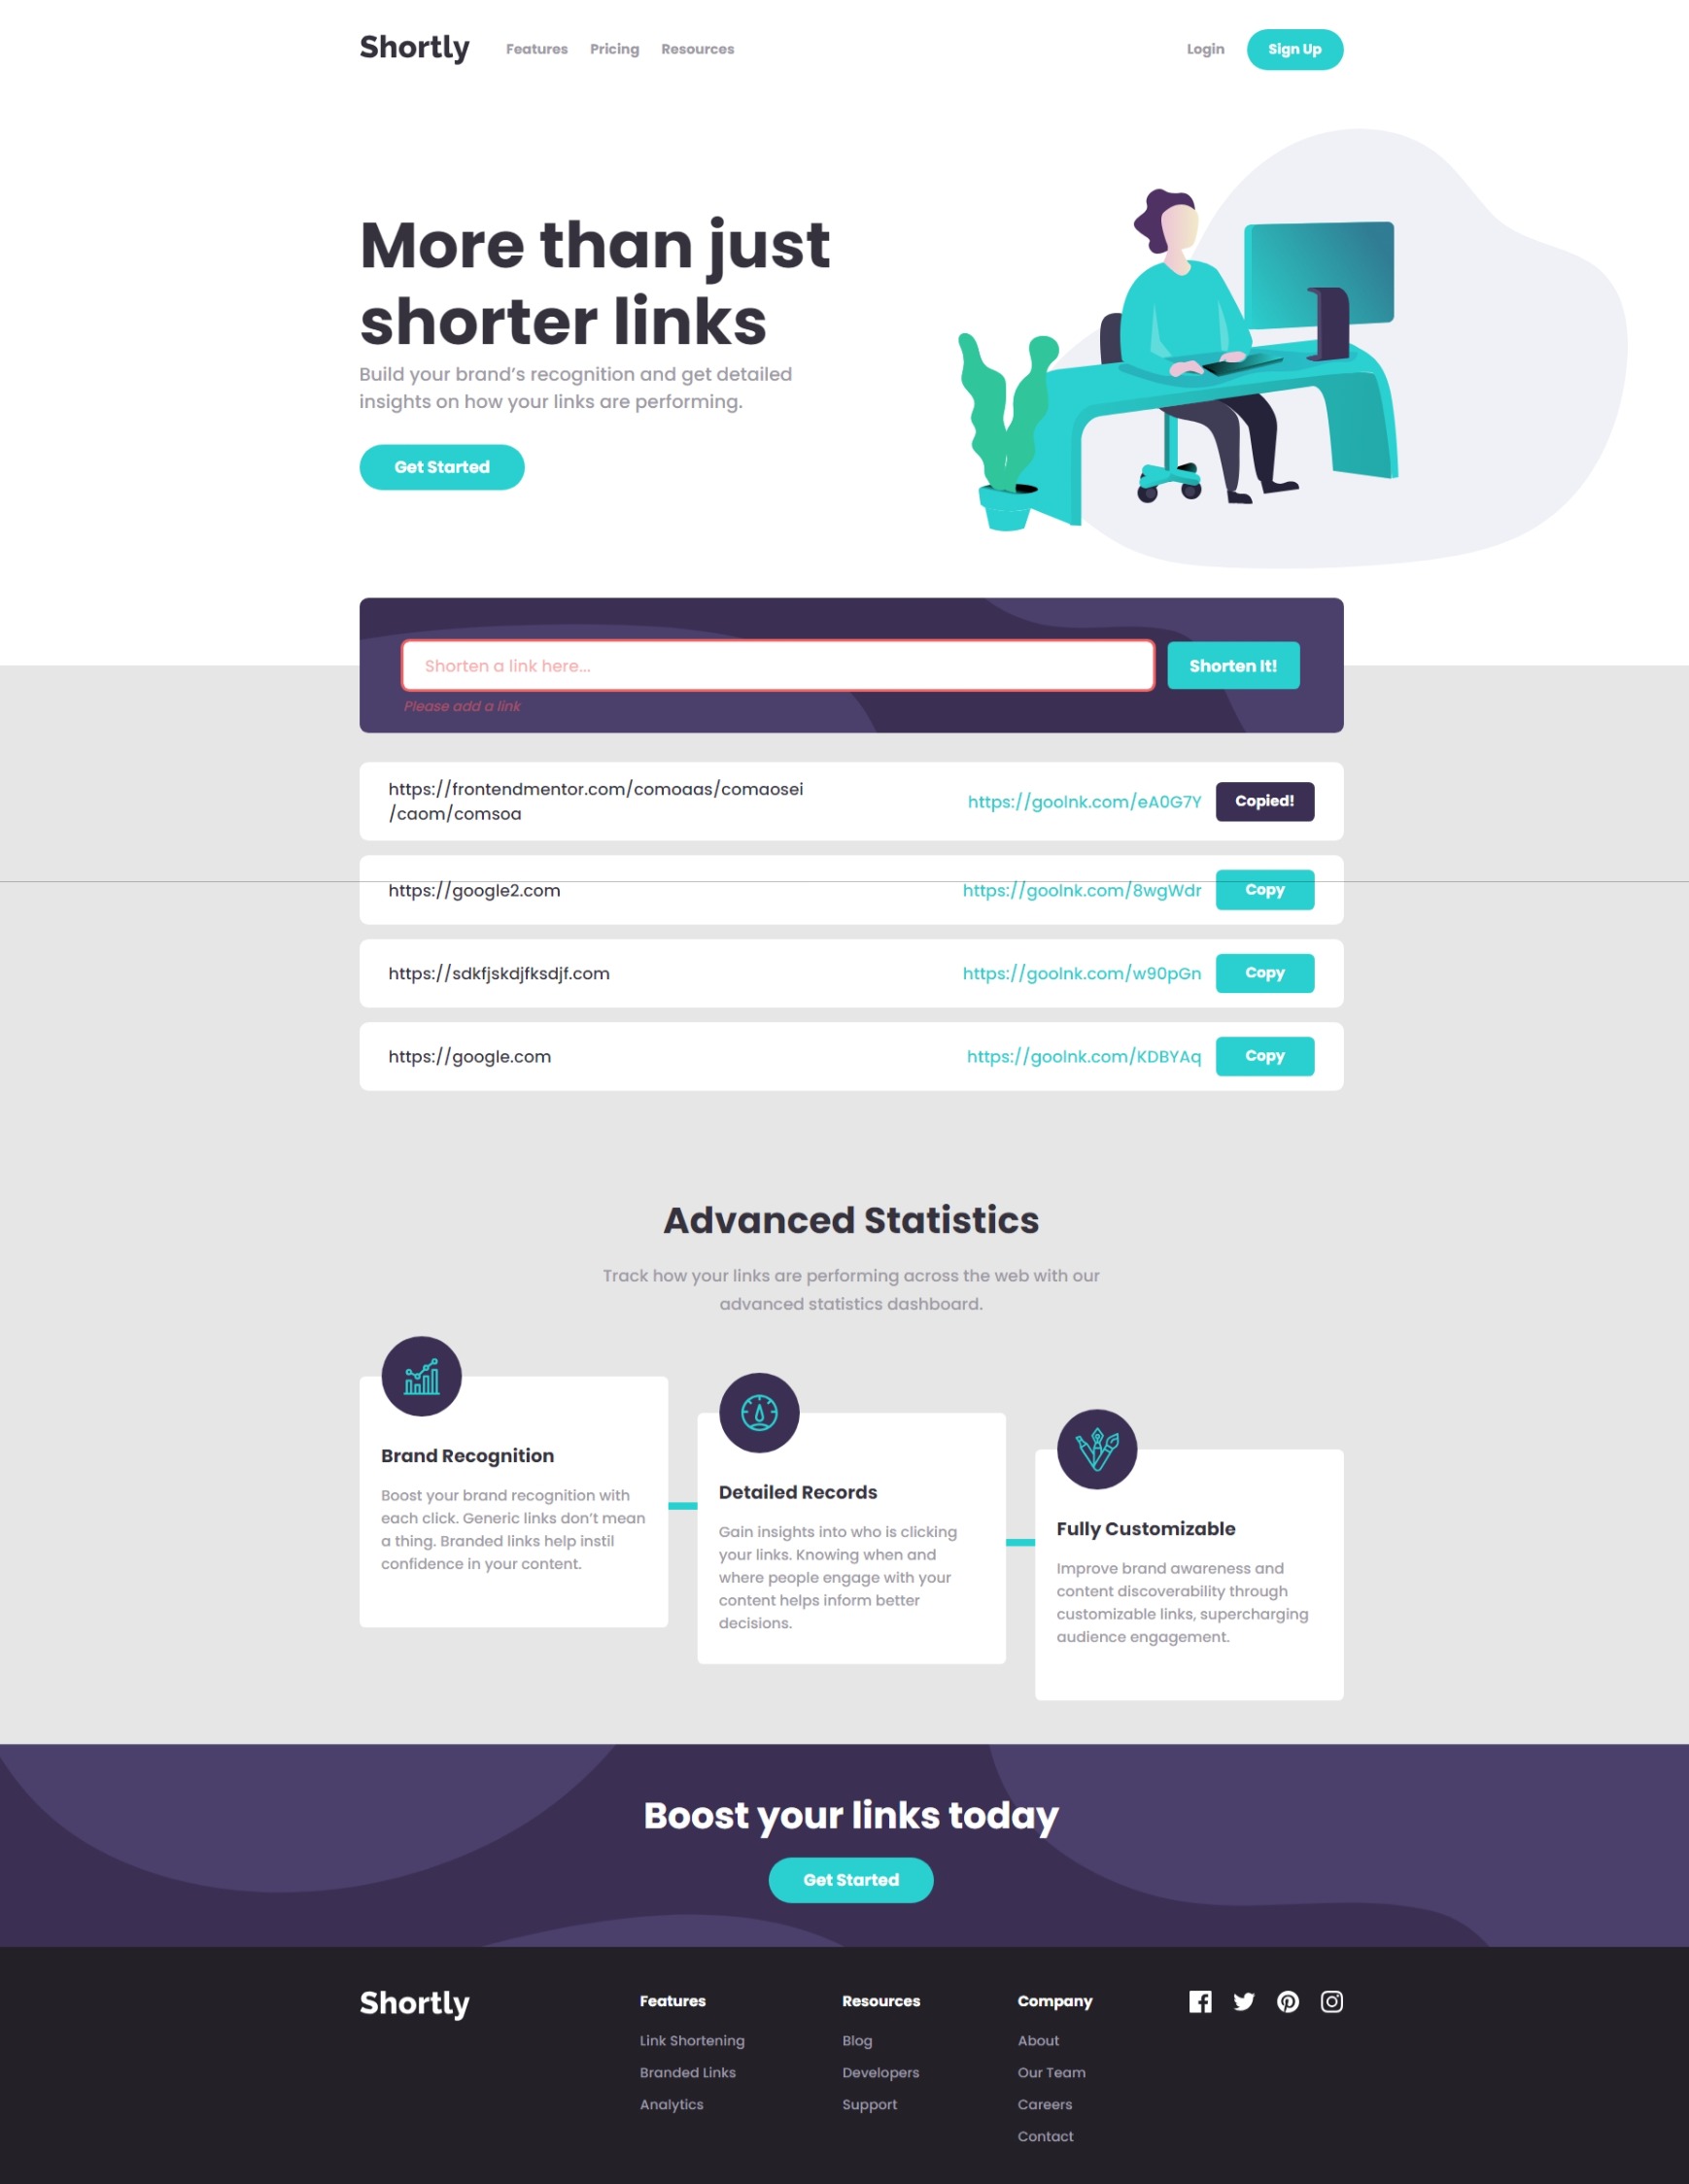 Shortly
Features
Pricing
Resources
Login
Sign Up
More than just
shorter links
Build your brand’s recognition and get detailed
insights on how your links are performing.
Get Started
Shorten a link here...
Shorten It!
Please add a link
https://frontendmentor.com/comoaas/comaosei
/caom/comsoa
https://goolnk.com/eA0G7Y
Copied!
https://google2.com
https://goolnk.com/8wgWdr
Copy
https://sdkfjskdjfksdjf.com
https://goolnk.com/w90pGn
Copy
https://google.com
https://goolnk.com/KDBYAq
Copy
Advanced Statistics
Track how your links are performing across the web with our
advanced statistics dashboard.
Brand Recognition
Boost your brand recognition with
each click. Generic links don’t mean
a thing. Branded links help instil
confidence in your content.
Detailed Records
Gain insights into who is clicking
your links. Knowing when and
where people engage with your
content helps inform better
decisions.
Fully Customizable
Improve brand awareness and
content discoverability through
customizable links, supercharging
audience engagement.
Boost your links today
Get Started
Shortly
Features
Link Shortening
Branded Links
Analytics
Resources
Blog
Developers
Support
Company
About
Our Team
Careers
Contact